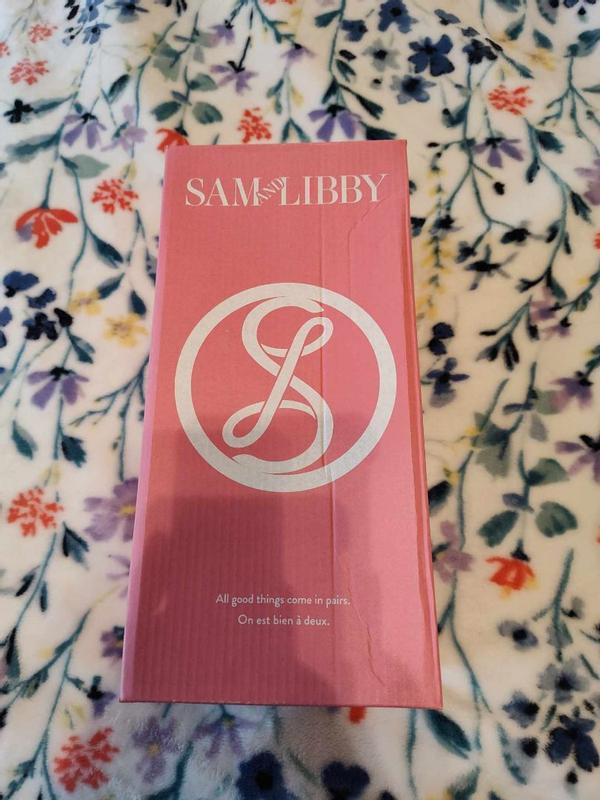 SAM AND LIBBY
All good things come in pairs.
On est bien à deux.